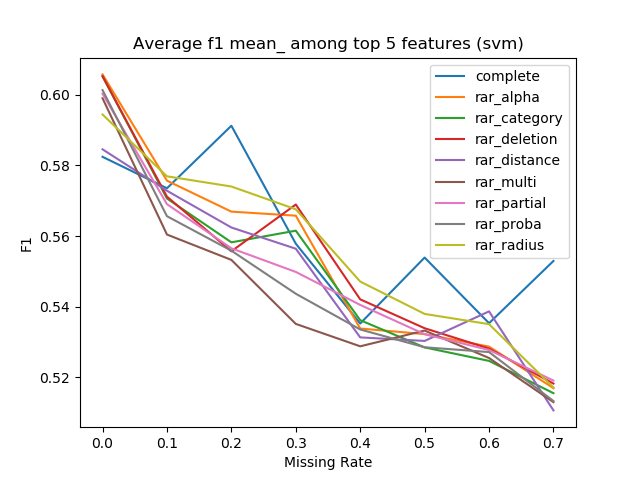 Average f1 mean_ among top 5 features (svm)
complete
rar_alpha
rar_category
rar_deletion
rar_distance
rar_multi
rar_partial
rar_proba
rar_radius
F1
0.60
0.58
0.56
0.54
0.52
0.0 0.1 0.2 0.3 0.4 0.5 0.6 0.7
Missing Rate